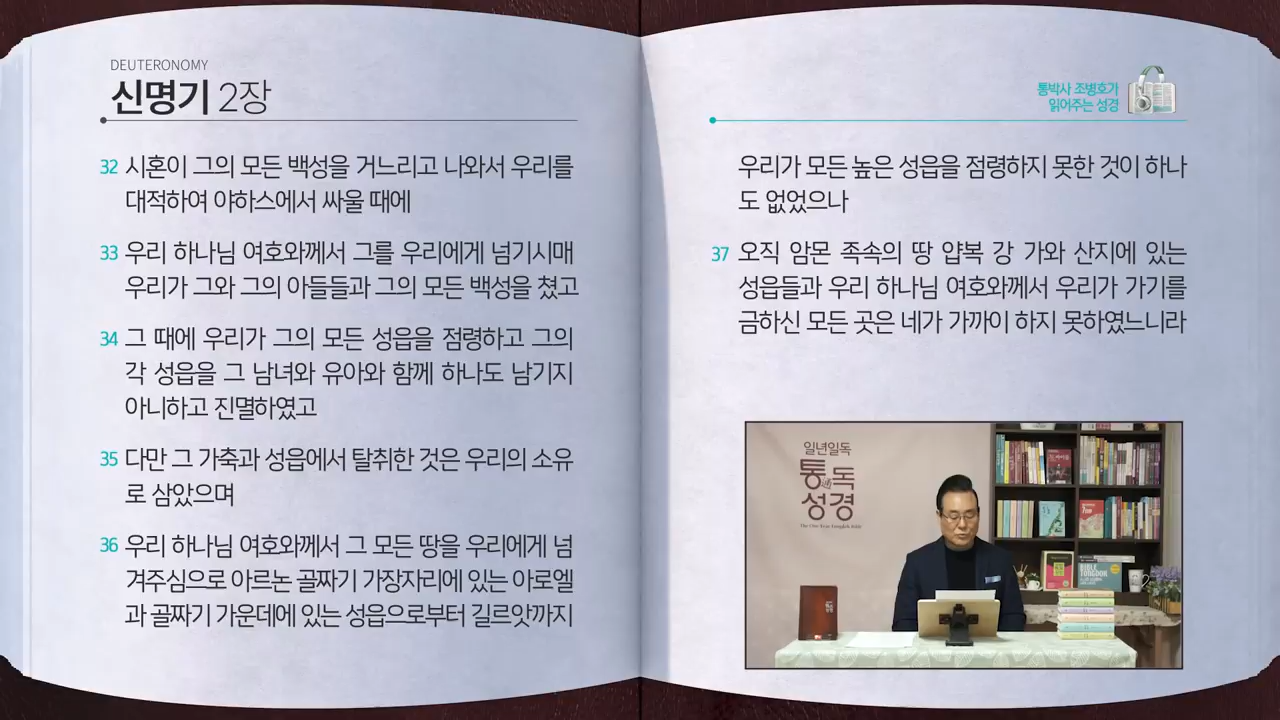 DEUTERONOMY
신명기 2장
32 시혼이 그의 모든 백성을 거느리고 나와서 우리를
대적하여 야하스에서 싸울 때에
33 우리 하나님 여호와께서 그를 우리에게 넘기시매
우리가 그와 그의 아들들과 그의 모든 백성을 쳤고
34 그 때에 우리가 그의 모든 성읍을 점령하고 그의
각 성읍을 그 남녀와 유아와 함께 하나도 남기지
아니하고 진멸하였고
35 다만 그 가축과 성읍에서 탈취한 것은 우리의 소유
로 삼았으며
36 우리 하나님 여호와께서 그 모든 땅을 우리에게 넘
겨주심으로 아르논 골짜기 가장자리에 있는 아로엘
과 골짜기 가운데에 있는 성읍으로부터 길르앗까지
통박사 조병호가
읽어주는 성경
우리가 모든 높은 성읍을 점령하지 못한 것이 하나
도 없었으나
37 오직 암몬 족속의 땅 얍복 강 가와 산지에 있는
성읍들과 우리 하나님 여호와께서 우리가 가기를
금하신 모든 곳은 네가 가까이 하지 못하였느니라
일년일독
통독
성경
The One Year Tongdok Bible
BIBLE
TONGDOK